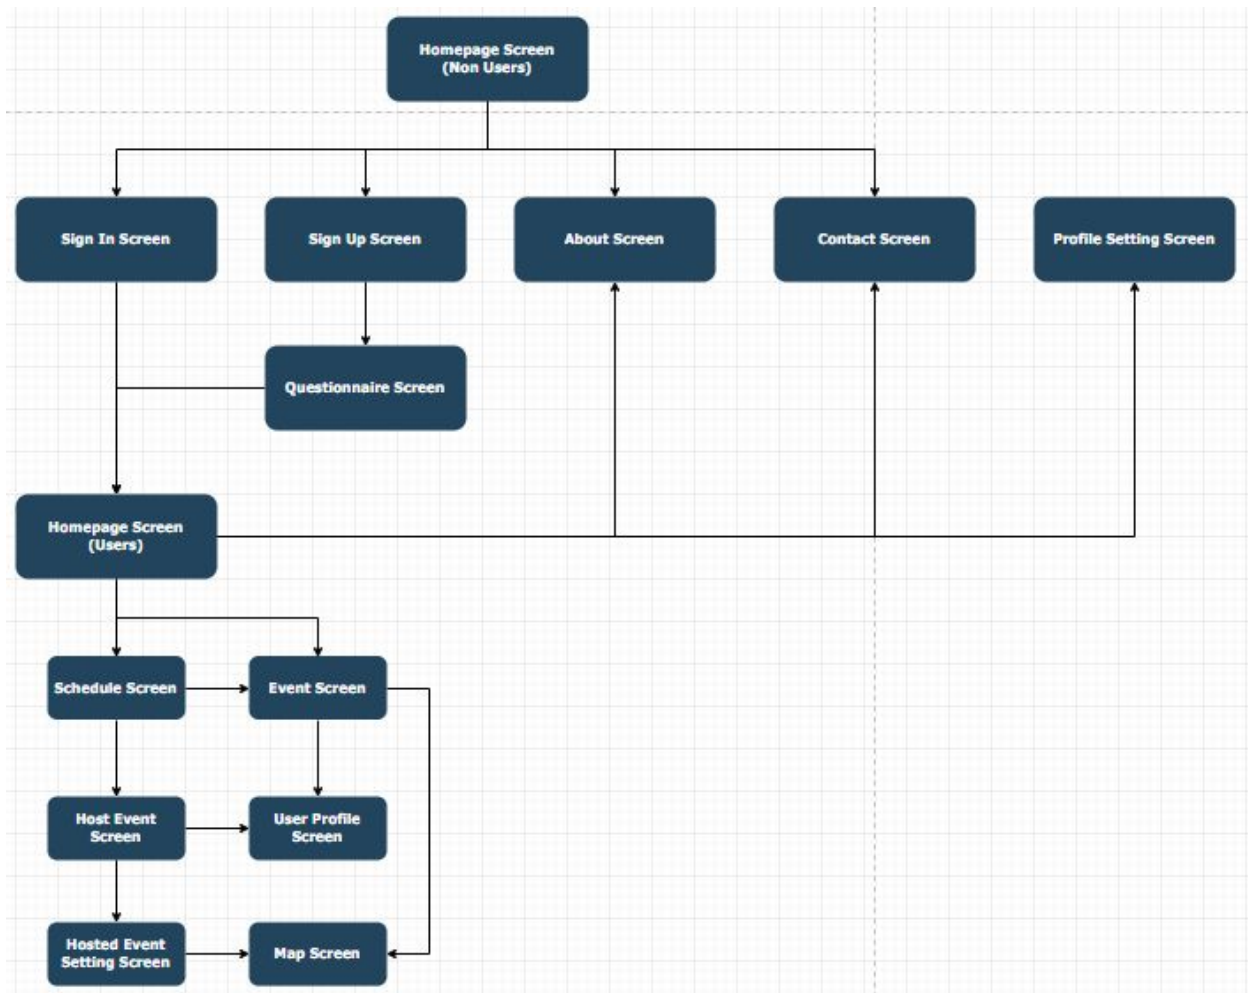 Homepage Screen
(Non Users)
Sign In Screen
Sign Up Screen
About Screen
Contact Screen
Profile Setting Screen
Questionnaire Screen
Homepage Screen
(Users)
Schedule Screen
Event Screen
Host Event
Screen
User Profile
Screen
Hosted Event
Setting Screen
Map Screen